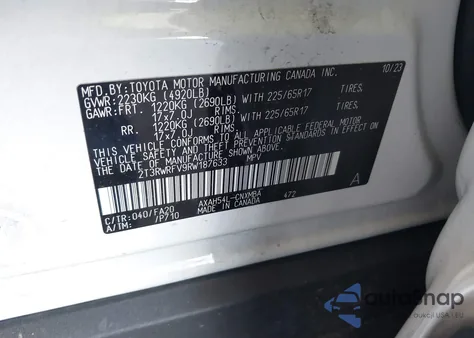 MFD.BY:TOYOTA MOTOR MANUFACTURING CANADA INC. 10/23
GVWR: 2230KG (4920LB)
GAWR:FRT. 1220KG (2690LB) WITH 225/65R17 TIRES,
17x7.0J RIMS,
RR. 1220KG (2690LB) WITH 225/65R17 TIRES,
17x7.0J RIMS,
THIS VEHICLE CONFORMS TO ALL APPLICABLE FEDERAL MOTOR VEHICLE SAFETY, BUMPER, AND THEFT PREVENTION STANDARDS IN EFFECT ON THE DATE OF MANUFACTURE SHOWN ABOVE.
2T3RWRFV9RW187633 MPV
C/TR:040/FA20 AXAH54L-CNXMBA 472 A
A/TM: /P710 MADE IN CANADA
AutoSnap